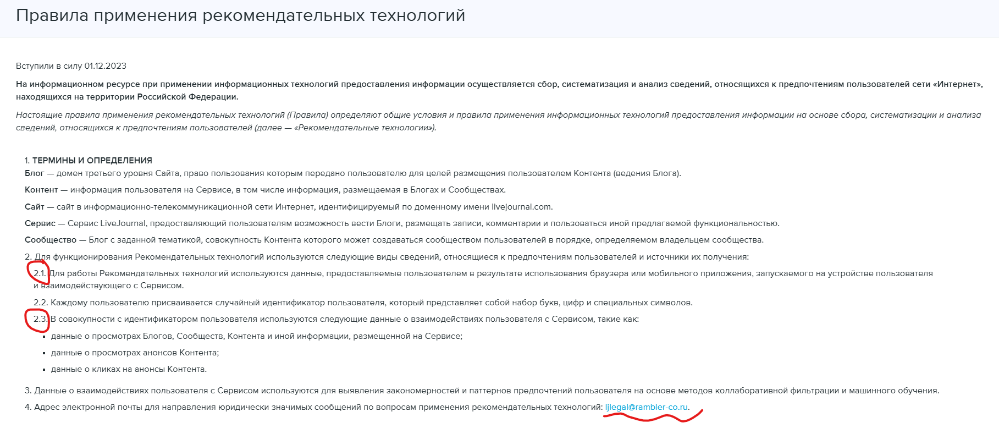 Правила применения рекомендательных технологий
Вступили в силу 01.12.2023
На информационном ресурсе при применении информационных технологий предоставления информации осуществляется сбор, систематизация и анализ сведений, относящихся к предпочтениям пользователей сети «Интернет»,
находящихся на территории Российской Федерации.
Настоящие правила применения рекомендательных технологий (Правила) определяют общие условия и правила применения информационных технологий предоставления информации на основе сбора, систематизации и анализа
сведений, относящихся к предпочтениям пользователей (далее — «Рекомендательные технологии»).
1. ТЕРМИНЫ И ОПРЕДЕЛЕНИЯ
Блог — домен третьего уровня Сайта, право пользования которым передано пользователю для целей размещения пользователем Контента (ведения Блога).
Контент — информация пользователя на Сервисе, в том числе информация, размещаемая в Блогах и Сообществах.
Сайт — сайт в информационно-телекоммуникационной сети Интернет, идентифицируемый по доменному имени livejournal.com.
Сервис — Сервис LiveJournal, предоставляющий пользователям возможность вести Блоги, размещать записи, комментарии и пользоваться иной предлагаемой функциональностью.
Сообщество — Блог с заданной тематикой, совокупность Контента которого может создаваться сообществом пользователей в порядке, определяемом владельцем сообщества.
2. Для функционирования Рекомендательных технологий используются следующие виды сведений, относящиеся к предпочтениям пользователей и источники их получения:
2.1. Для работы Рекомендательных технологий используются данные, предоставляемые пользователем в результате использования браузера или мобильного приложения, запускаемого на устройстве пользователя
и взаимодействующего с Сервисом.
2.2. Каждому пользователю присваивается случайный идентификатор пользователя, который представляет собой набор букв, цифр и специальных символов.
2.3. В совокупности с идентификатором пользователя используются следующие данные о взаимодействиях пользователя с Сервисом, такие как:
▪ данные о просмотрах Блогов, Сообществ, Контента и иной информации, размещенной на Сервисе;
▪ данные о просмотрах анонсов Контента;
▪ данные о кликах на анонсы Контента.
3. Данные о взаимодействиях пользователя с Сервисом используются для выявления закономерностей и паттернов предпочтений пользователя на основе методов коллаборативной фильтрации и машинного обучения.
4. Адрес электронной почты для направления юридически значимых сообщений по вопросам применения рекомендательных технологий: ljlegal@rambler-co.ru.